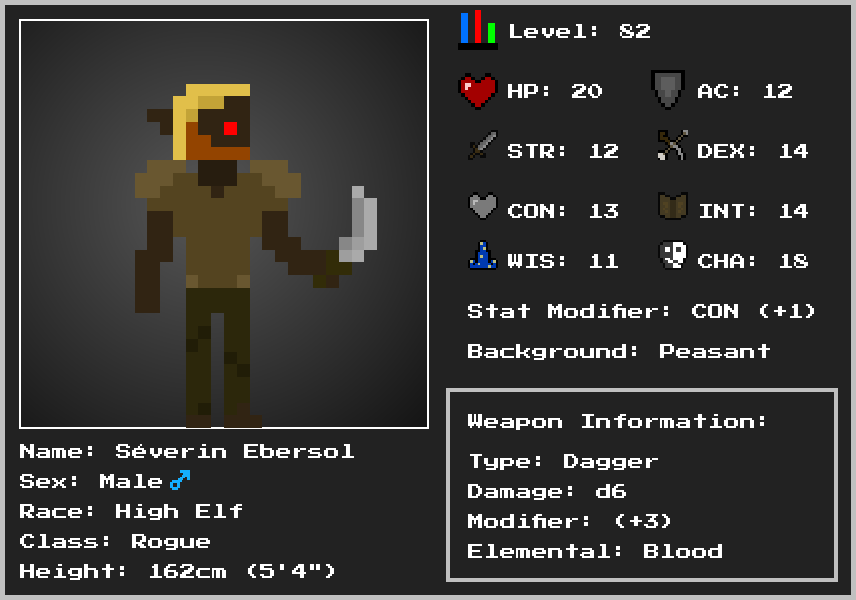 Level: 82
HP: 20
AC: 12
STR: 12
DEX: 14
CON: 13
INT: 14
WIS: 11
CHA: 18
Stat Modifier: CON (+1)
Background: Peasant
Weapon Information:
Type: Dagger
Damage: d6
Modifier: (+3)
Elemental: Blood
Name: Séverin Ebersol
Sex: Male ♂
Race: High Elf
Class: Rogue
Height: 162cm (5'4")